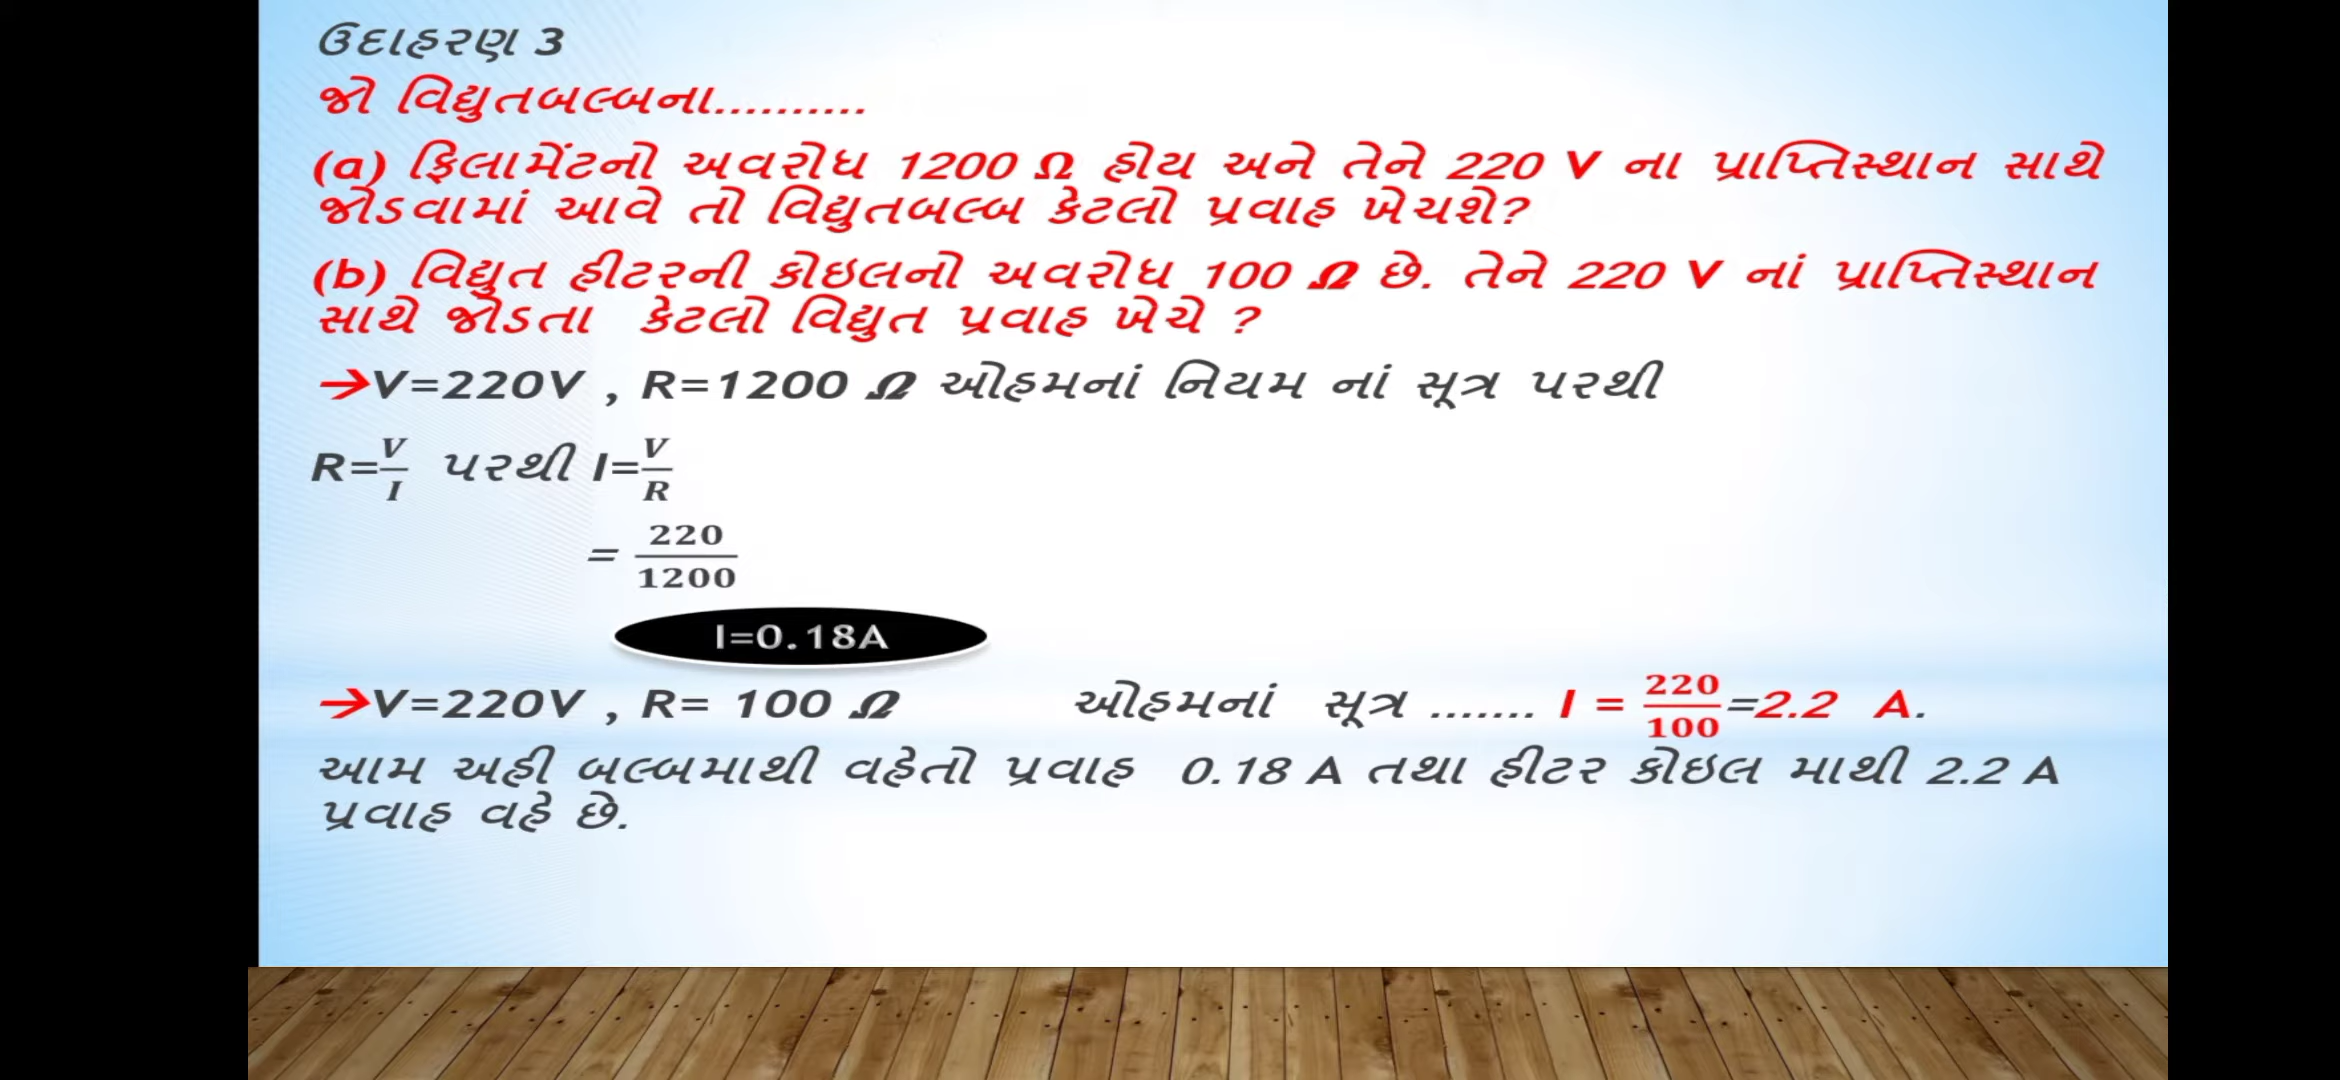 ઉદાહરણ 3
જો વિદ્યુતબલ્બના..........
(a) ફિલામેંટનો અવરોધ 1200 Ω હોય અને તેને 220 V ના પ્રાપ્તિસ્થાન સાથે
જોડવામાં આવે તો વિદ્યુતબલ્બ કેટલો પ્રવાહ ખેચશે?
(b) વિદ્યુત હીટરની કોઇલનો અવરોધ 100 Ω છે. તેને 220 V નાં પ્રાપ્તિસ્થાન
સાથે જોડતા કેટલો વિદ્યુત પ્રવાહ ખેચે ?
→V=220V , R=1200 Ω ઓહમનાં નિયમ નાં સૂત્ર પરથી
R=V/I પરથી I=V/R
= 220/1200
I=0.18A
→V=220V , R= 100 Ω ઓહમનાં સૂત્ર ....... I = 220/100=2.2 A.
આમ અહી બલ્બમાથી વહેતો પ્રવાહ 0.18 A તથા હીટર કોઇલ માથી 2.2 A
પ્રવાહ વહે છે.